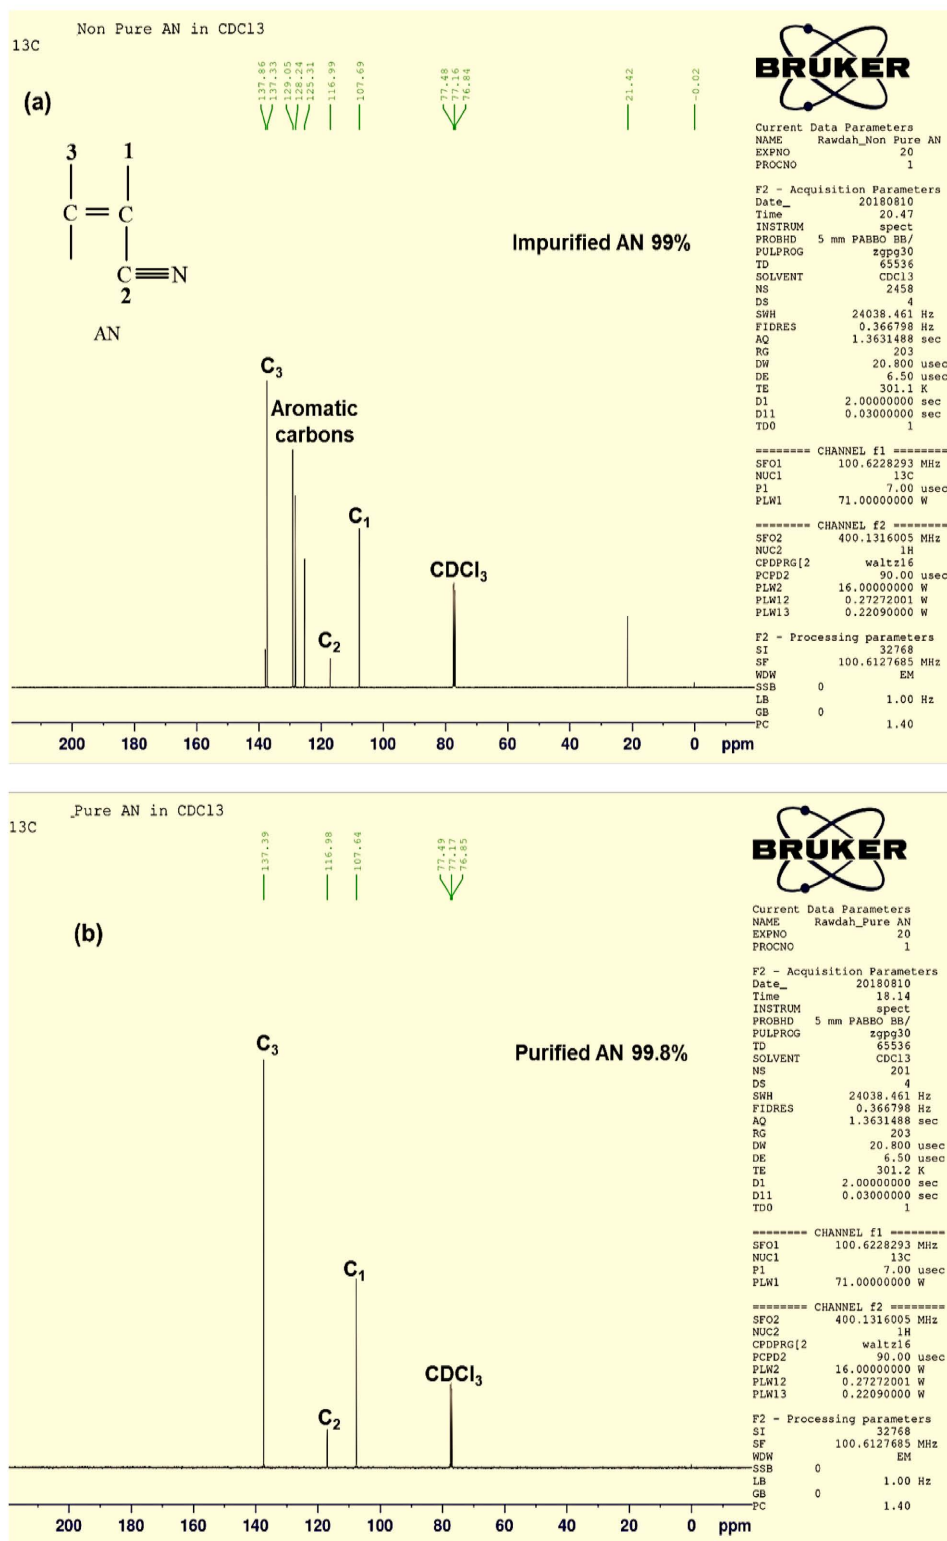 Non Pure AN in CDCl3
13C
137.86
137.33
129.05
128.24
125.31
116.99
107.69
77.48
77.16
76.84
21.42
-0.02
BRUKER
(a)
3 1
C = C
C≡N
2
AN
Impurified AN 99%
C3
Aromatic
carbons
C1
CDCl3
C2
200 180 160 140 120 100 80 60 40 20 0 ppm
Current Data Parameters
NAME Rawdah_Non Pure AN
EXPNO 20
PROCNO 1
F2 - Acquisition Parameters
Date_ 20180810
Time 20.47
INSTRUM spect
PROBHD 5 mm PABBO BB/
PULPROG zgpg30
TD 65536
SOLVENT CDCl3
NS 2458
DS 4
SWH 24038.461 Hz
FIDRES 0.366798 Hz
AQ 1.3631488 sec
RG 203
DW 20.800 usec
DE 6.50 usec
TE 301.1 K
D1 2.00000000 sec
D11 0.03000000 sec
TD0 1
======== CHANNEL f1 ========
SFO1 100.6228293 MHz
NUC1 13C
P1 7.00 usec
PLW1 71.00000000 W
======== CHANNEL f2 ========
SFO2 400.1316005 MHz
NUC2 1H
CPDPRG[2 waltz16
PCPD2 90.00 usec
PLW2 16.00000000 W
PLW12 0.27272001 W
PLW13 0.22090000 W
F2 - Processing parameters
SI 32768
SF 100.6127685 MHz
WDW EM
SSB 0
LB 1.00 Hz
GB 0
PC 1.40
Pure AN in CDCl3
13C
137.39
116.98
107.64
77.49
77.17
76.85
BRUKER
(b)
Purified AN 99.8%
C3
C1
CDCl3
C2
200 180 160 140 120 100 80 60 40 20 0 ppm
Current Data Parameters
NAME Rawdah_Pure AN
EXPNO 20
PROCNO 1
F2 - Acquisition Parameters
Date_ 20180810
Time 18.14
INSTRUM spect
PROBHD 5 mm PABBO BB/
PULPROG zgpg30
TD 65536
SOLVENT CDCl3
NS 201
DS 4
SWH 24038.461 Hz
FIDRES 0.366798 Hz
AQ 1.3631488 sec
RG 203
DW 20.800 usec
DE 6.50 usec
TE 301.2 K
D1 2.00000000 sec
D11 0.03000000 sec
TD0 1
======== CHANNEL f1 ========
SFO1 100.6228293 MHz
NUC1 13C
P1 7.00 usec
PLW1 71.00000000 W
======== CHANNEL f2 ========
SFO2 400.1316005 MHz
NUC2 1H
CPDPRG[2 waltz16
PCPD2 90.00 usec
PLW2 16.00000000 W
PLW12 0.27272001 W
PLW13 0.22090000 W
F2 - Processing parameters
SI 32768
SF 100.6127685 MHz
WDW EM
SSB 0
LB 1.00 Hz
GB 0
PC 1.40